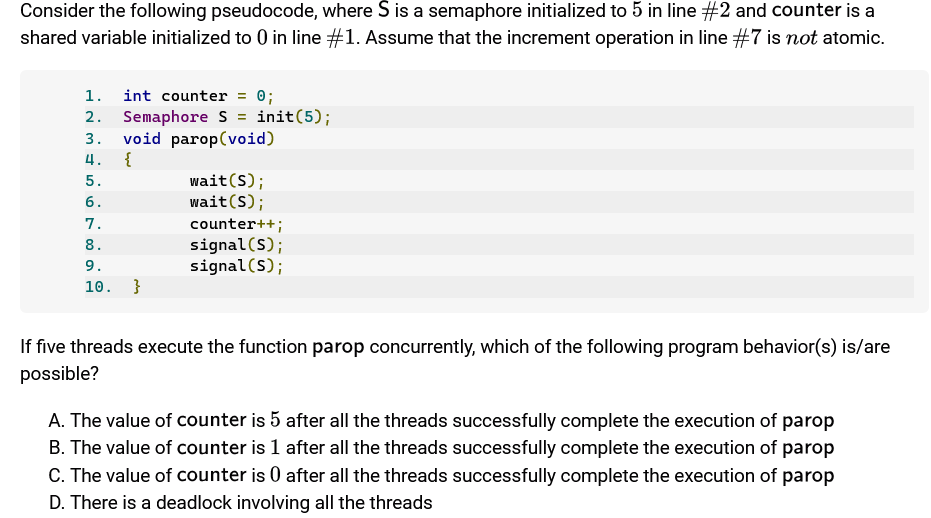 Consider the following pseudocode, where S is a semaphore initialized to 5 in line #2 and counter is a
shared variable initialized to 0 in line #1. Assume that the increment operation in line #7 is not atomic.
1. int counter = 0;
2. Semaphore S = init(5);
3. void parop(void)
4. {
5. wait(S);
6. wait(S);
7. counter++;
8. signal(S);
9. signal(S);
10. }
If five threads execute the function parop concurrently, which of the following program behavior(s) is/are
possible?
A. The value of counter is 5 after all the threads successfully complete the execution of parop
B. The value of counter is 1 after all the threads successfully complete the execution of parop
C. The value of counter is 0 after all the threads successfully complete the execution of parop
D. There is a deadlock involving all the threads